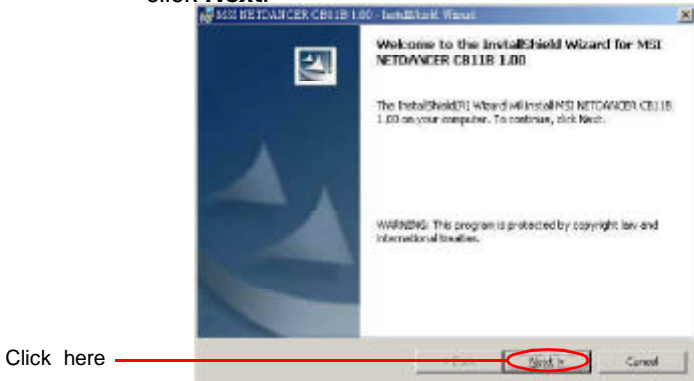 click Next.
MSI NETDANCER CB11B 1.00 - InstallShield Wizard
Welcome to the InstallShield Wizard for MSI
NETDANCER CB11B 1.00
The InstallShield(R) Wizard will install MSI NETDANCER CB11B
1.00 on your computer. To continue, click Next.
WARNING: This program is protected by copyright law and
international treaties.
Click here
< Back
Next >
Cancel